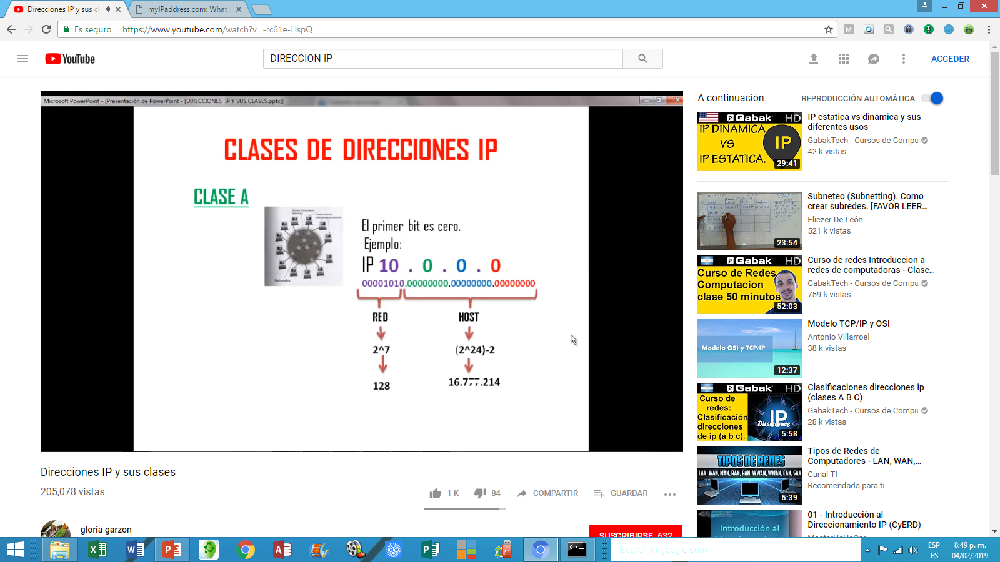 Direcciones IP y sus cl
myIPaddress.com: What
Es seguro
https://www.youtube.com/watch?v=-rc61e-HspQ
YouTube
DIRECCION IP
ACCEDER
Microsoft PowerPoint - [Presentación de PowerPoint - [DIRECCIONES IP Y SUS CLASES.pptx]]
CLASES DE DIRECCIONES IP
CLASE A
El primer bit es cero.
Ejemplo:
IP 10 . 0 . 0 . 0
00001010.00000000.00000000.00000000
RED HOST
2^7 (2^24)-2
128 16.777.214
Networks
Direcciones IP y sus clases
205,078 vistas
1 K
84
COMPARTIR
GUARDAR
gloria garzon
SUSCRIBIRSE 632
A continuación
REPRODUCCIÓN AUTOMÁTICA
Gabak HD
IP DINAMICA
VS
IP ESTATICA.
IP
29:41
IP estatica vs dinamica y sus
diferentes usos
GabakTech - Cursos de Compu
42 k vistas
23:54
Subneteo (Subnetting). Como
crear subredes. [FAVOR LEER...
Eliezer De León
521 k vistas
Gabak HD
Curso de Redes
Computacion
clase 50 minutos
52:03
Curso de redes Introduccion a
redes de computadoras - Clase...
GabakTech - Cursos de Compu
759 k vistas
Modelo OSI y TCP/IP
12:37
Modelo TCP/IP y OSI
Antonio Villarroel
38 k vistas
Gabak HD
Curso de
redes:
Clasificación
direcciones
de ip (a b c).
IP
Direcciones
5:58
Clasificaciones direcciones ip
(clases A B C)
GabakTech - Cursos de Compu
28 k vistas
TIPOS DE REDES
LAN, WAN, MAN, RAN, PAN, WWAN, WMAN, CAN, SAN
5:39
Tipos de Redes de
Computadores - LAN, WAN,...
Canal TI
Recomendado para ti
Introducción al
01 - Introducción al
Direccionamiento IP (CyERD)
Search in google.com
ESP
ES
8:49 p. m.
04/02/2019